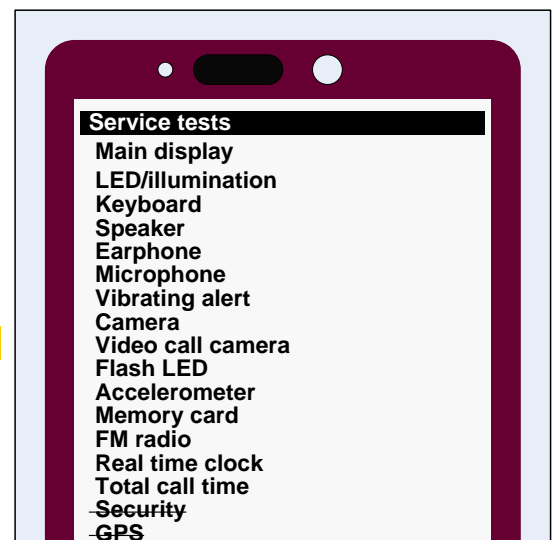 Service tests
Main display
LED/illumination
Keyboard
Speaker
Earphone
Microphone
Vibrating alert
Camera
Video call camera
Flash LED
Accelerometer
Memory card
FM radio
Real time clock
Total call time
Security
GPS